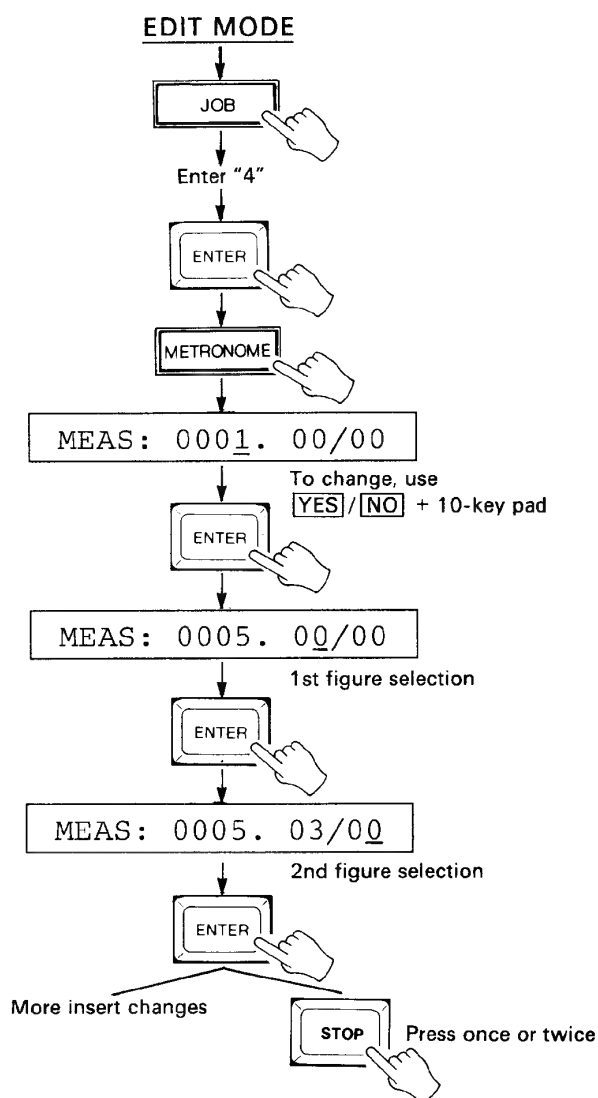 EDIT MODE
JOB
Enter "4"
ENTER
METRONOME
MEAS: 0001. 00/00
To change, use
YES / NO + 10-key pad
ENTER
MEAS: 0005. 00/00
1st figure selection
ENTER
MEAS: 0005. 03/00
2nd figure selection
ENTER
More insert changes
STOP
Press once or twice